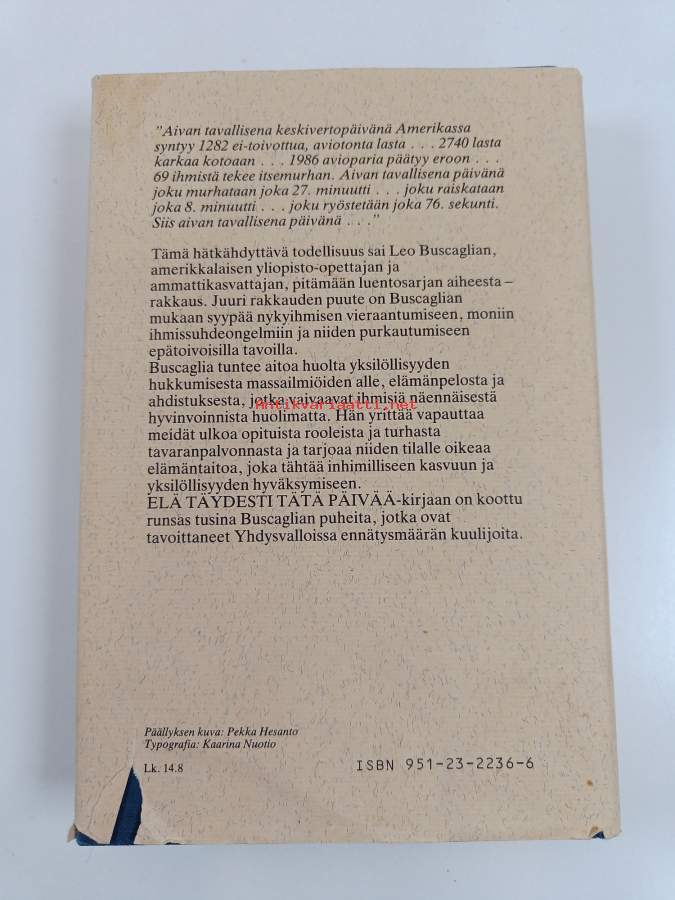 "Aivan tavallisena keskivertopäivänä Amerikassa
syntyy 1282 ei-toivottua, aviotonta lasta . . . 2740 lasta
karkaa kotoaan . . . 1986 avioparia päätyy eroon . . .
69 ihmistä tekee itsemurhan. Aivan tavallisena päivänä
joku murhataan joka 27. minuutti . . . joku raiskataan
joka 8. minuutti . . . joku ryöstetään joka 76. sekunti.
Siis aivan tavallisena päivänä . . ."
Tämä hätkähdyttävä todellisuus sai Leo Buscaglian,
amerikkalaisen yliopisto-opettajan ja
ammattikasvattajan, pitämään luentosarjan aiheesta –
rakkaus. Juuri rakkauden puute on Buscaglian
mukaan syypää nykyihmisen vieraantumiseen, moniin
ihmissuhdeongelmiin ja niiden purkautumiseen
epätoivoisilla tavoilla.
Buscaglia tuntee aitoa huolta yksilöllisyyden
hukkumisesta massailmiöiden alle, elämänpelosta ja
ahdistuksesta, jotka vaivaavat ihmisiä näennäisestä
Antikvariaatti.net
hyvinvoinnista huolimatta. Hän yrittää vapauttaa
meidät ulkoa opituista rooleista ja turhasta
tavaranpalvonnasta ja tarjoaa niiden tilalle oikeaa
elämäntaitoa, joka tähtää inhimilliseen kasvuun ja
yksilöllisyyden hyväksymiseen.
ELÄ TÄYDESTI TÄTÄ PÄIVÄÄ-kirjaan on koottu
runsas tusina Buscaglian puheita, jotka ovat
tavoittaneet Yhdysvalloissa ennätysmäärän kuulijoita.
Päällyksen kuva: Pekka Hesanto
Typografia: Kaarina Nuotio
Lk. 14.8
ISBN 951-23-2236-6